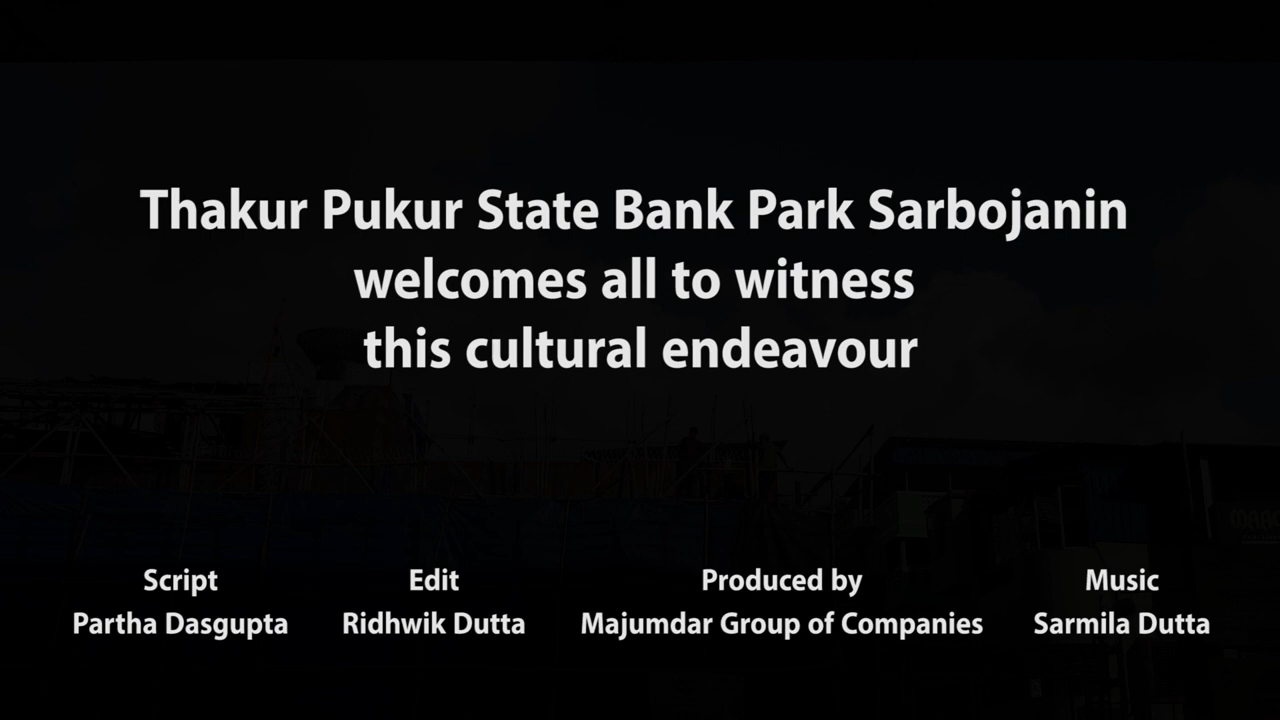 Thakur Pukur State Bank Park Sarbojanin
welcomes all to witness
this cultural endeavour
Script
Partha Dasgupta
Edit
Ridhwik Dutta
Produced by
Majumdar Group of Companies
Music
Sarmila Dutta